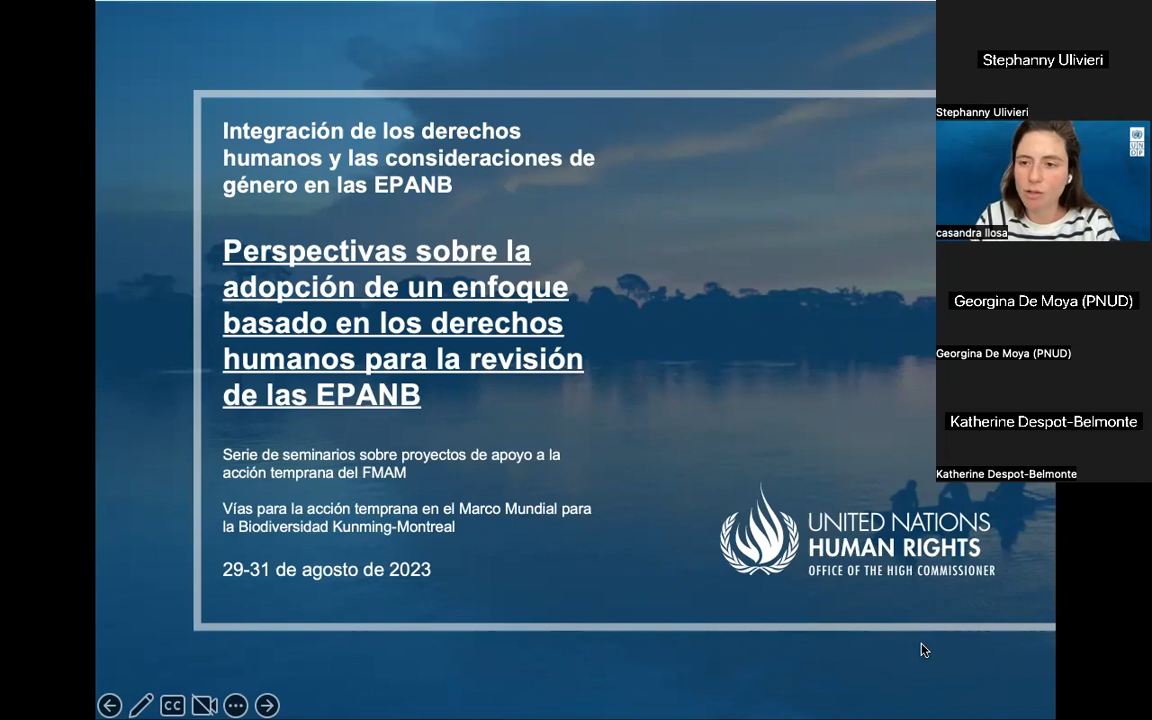 Integración de los derechos
humanos y las consideraciones de
género en las EPANB
Perspectivas sobre la
adopción de un enfoque
basado en los derechos
humanos para la revisión
de las EPANB
Serie de seminarios sobre proyectos de apoyo a la
acción temprana del FMAM
Vías para la acción temprana en el Marco Mundial para
la Biodiversidad Kunming-Montreal
29-31 de agosto de 2023
UNITED NATIONS
HUMAN RIGHTS
OFFICE OF THE HIGH COMMISSIONER
CC
Stephanny Ulivieri
Stephanny Ulivieri
U N
D P
casandra llosa
Georgina De Moya (PNUD)
Georgina De Moya (PNUD)
Katherine Despot-Belmonte
Katherine Despot-Belmonte